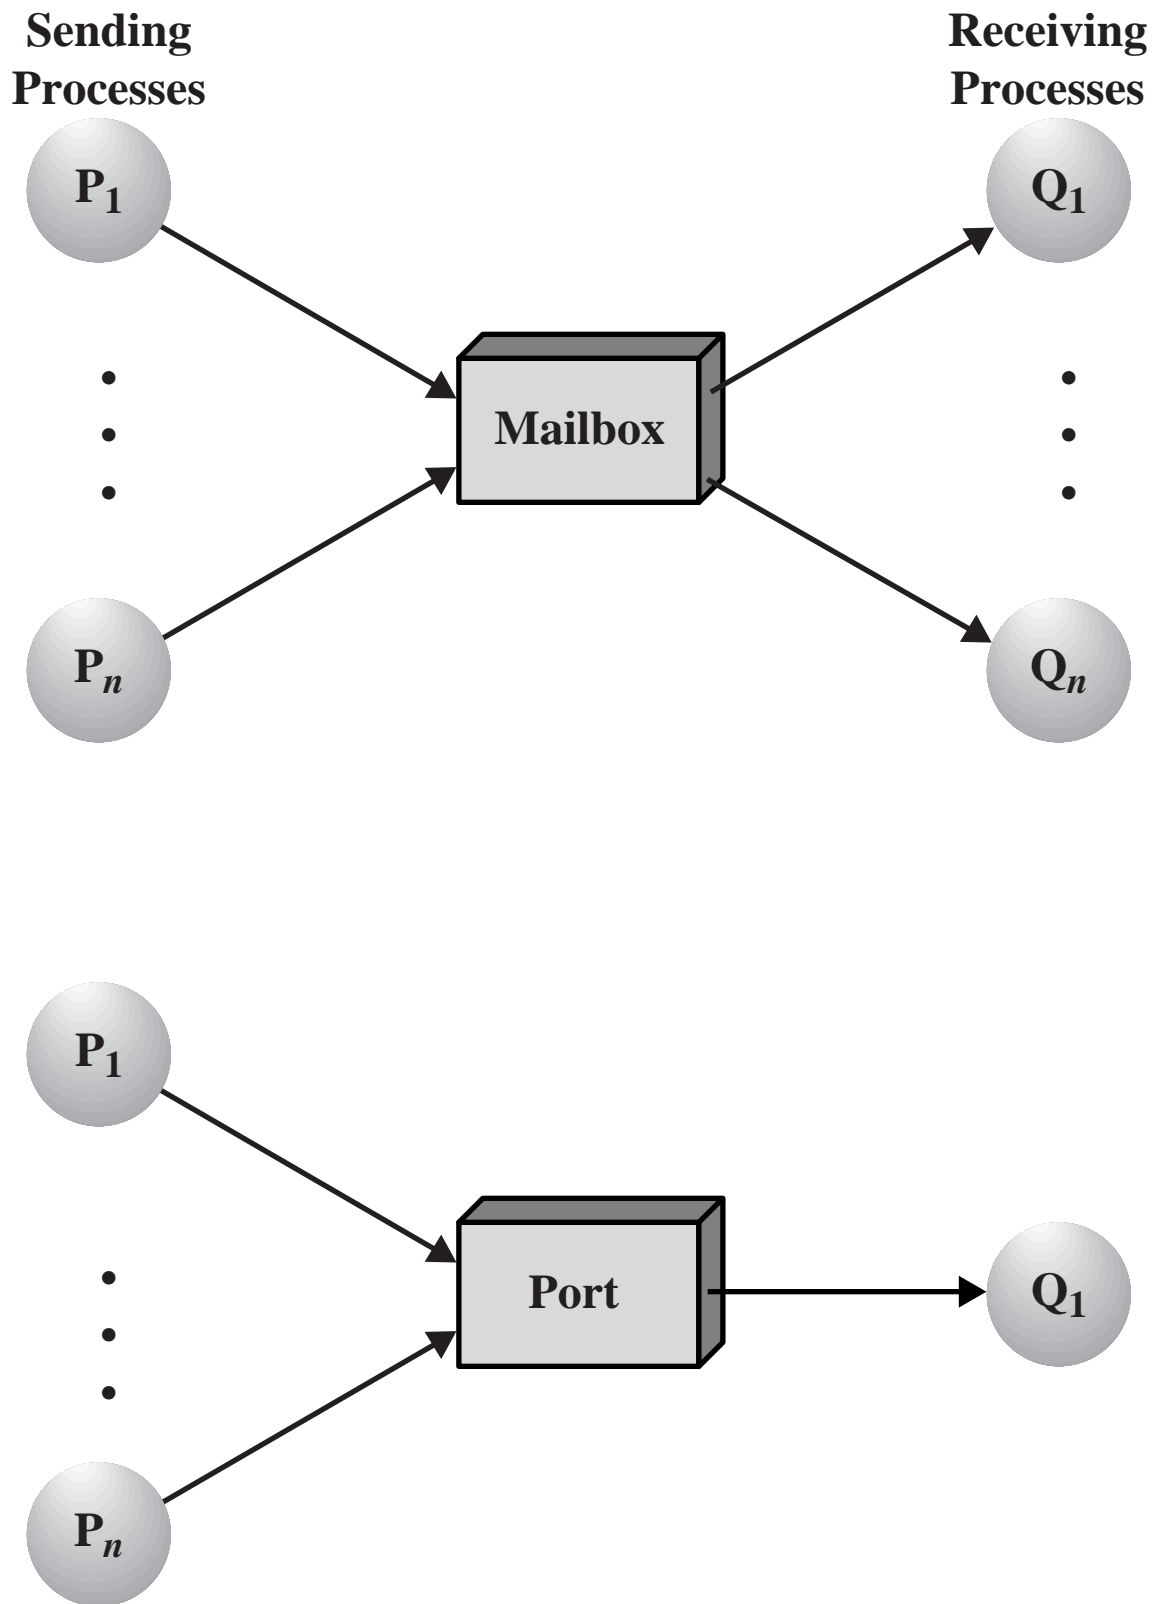 Sending
Processes
Receiving
Processes
P1
Q1
Mailbox
Pn
Qn
P1
Port
Q1
Pn